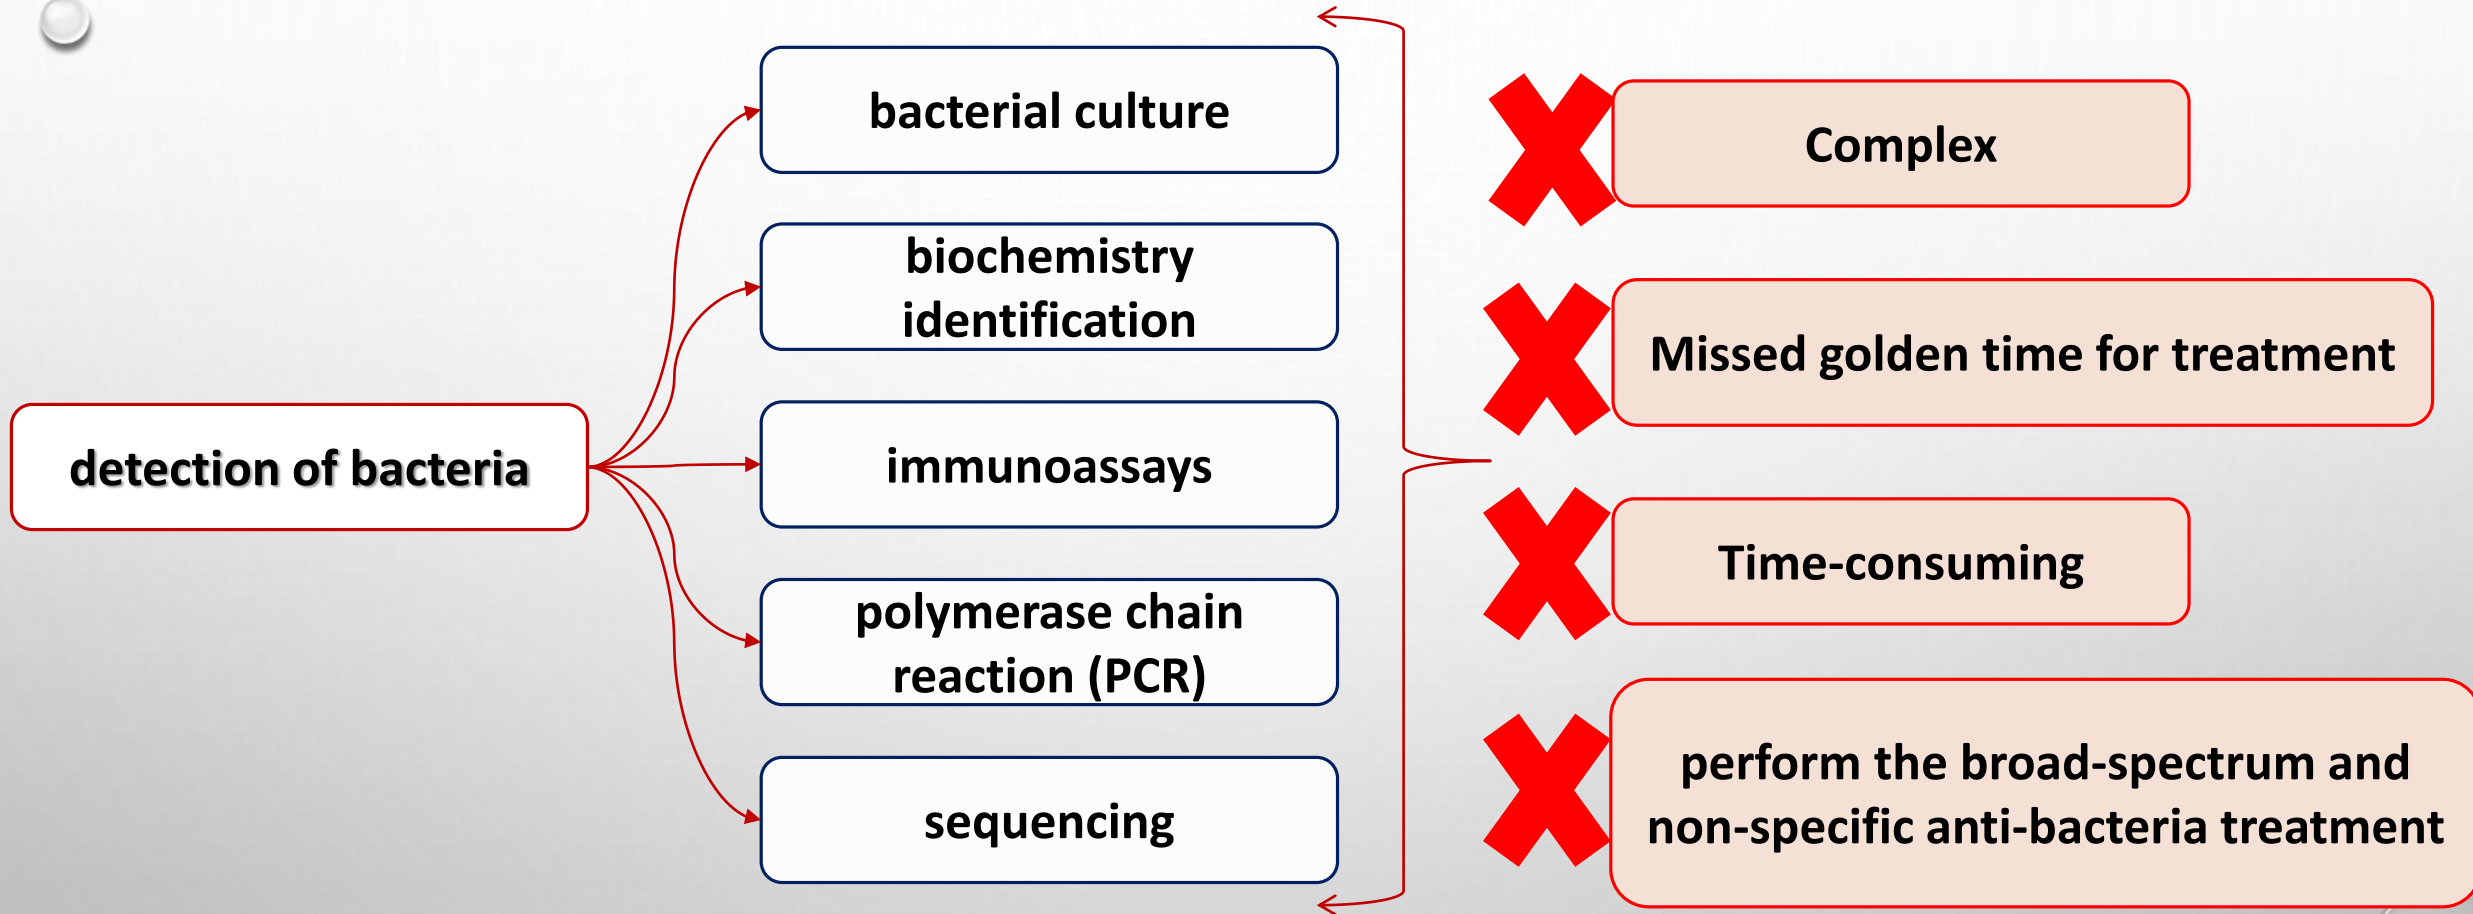 detection of bacteria
bacterial culture
biochemistry
identification
immunoassays
polymerase chain
reaction (PCR)
sequencing
Complex
Missed golden time for treatment
Time-consuming
perform the broad-spectrum and
non-specific anti-bacteria treatment